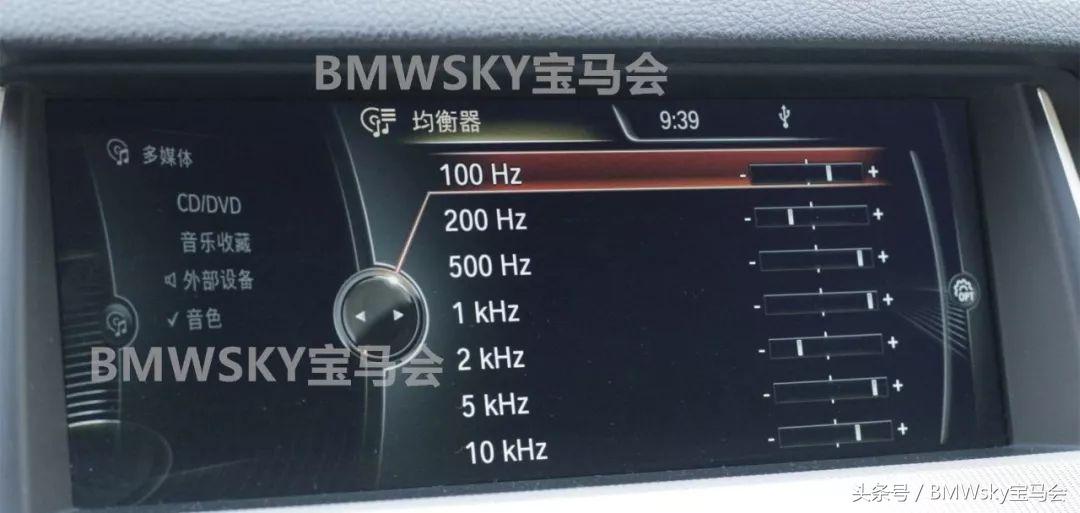 BMWSKY宝马会
均衡器 9:39
多媒体
CD/DVD
音乐收藏
外部设备
✓ 音色
100 Hz - +
200 Hz - +
500 Hz - +
1 kHz - +
2 kHz - +
5 kHz - +
10 kHz - +
OPT
BMWSKY宝马会
头条号 / BMWsky宝马会